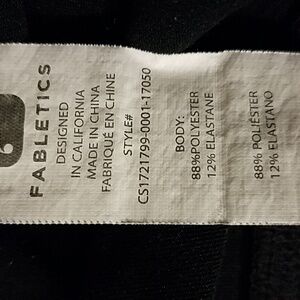 FABLETICS
DESIGNED
IN CALIFORNIA
MADE IN CHINA
FABRIQUÉ EN CHINE
STYLE#
CS1721799-0001-17050
BODY:
88%POLYESTER
12% ELASTANE
88% POLIÉSTER
12% ELASTANO